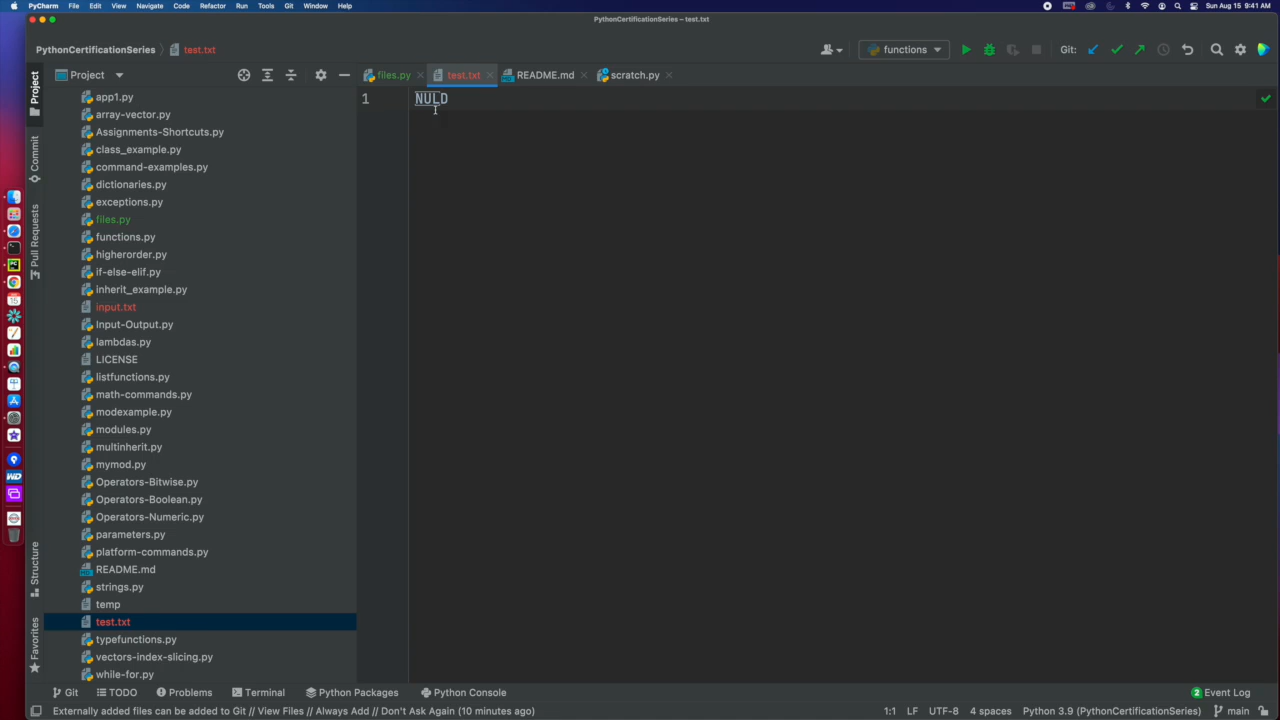 PyCharm File Edit View Navigate Code Refactor Run Tools Git Window Help Sun Aug 15 9:41 AM
PythonCertificationSeries – test.txt
PythonCertificationSeries test.txt functions Git:
Project files.py test.txt README.md scratch.py
1 NULD
app1.py
array-vector.py
Assignments-Shortcuts.py
class_example.py
command-examples.py
dictionaries.py
exceptions.py
files.py
functions.py
higherorder.py
if-else-elif.py
inherit_example.py
input.txt
Input-Output.py
lambdas.py
LICENSE
listfunctions.py
math-commands.py
modexample.py
modules.py
multinherit.py
mymod.py
Operators-Bitwise.py
Operators-Boolean.py
Operators-Numeric.py
parameters.py
platform-commands.py
README.md
strings.py
temp
test.txt
typefunctions.py
vectors-index-slicing.py
while-for.py
Project
Commit
Pull Requests
Structure
Favorites
Git TODO Problems Terminal Python Packages Python Console 2 Event Log
Externally added files can be added to Git // View Files // Always Add // Don't Ask Again (10 minutes ago) 1:1 LF UTF-8 4 spaces Python 3.9 (PythonCertificationSeries) main